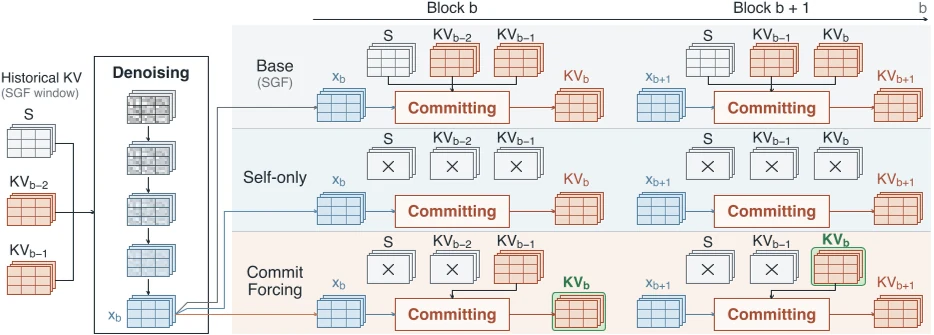 Block b
Block b + 1
b
Historical KV
(SGF window)
S
KVb−2
KVb−1
Denoising
xb
Base
(SGF)
S
KVb−2
KVb−1
xb
Committing
KVb
S
KVb−1
KVb
xb+1
Committing
KVb+1
Self-only
S
KVb−2
KVb−1
xb
Committing
KVb
S
KVb−1
KVb
xb+1
Committing
KVb+1
Commit
Forcing
S
KVb−2
KVb−1
xb
Committing
KVb
S
KVb−1
KVb
xb+1
Committing
KVb+1